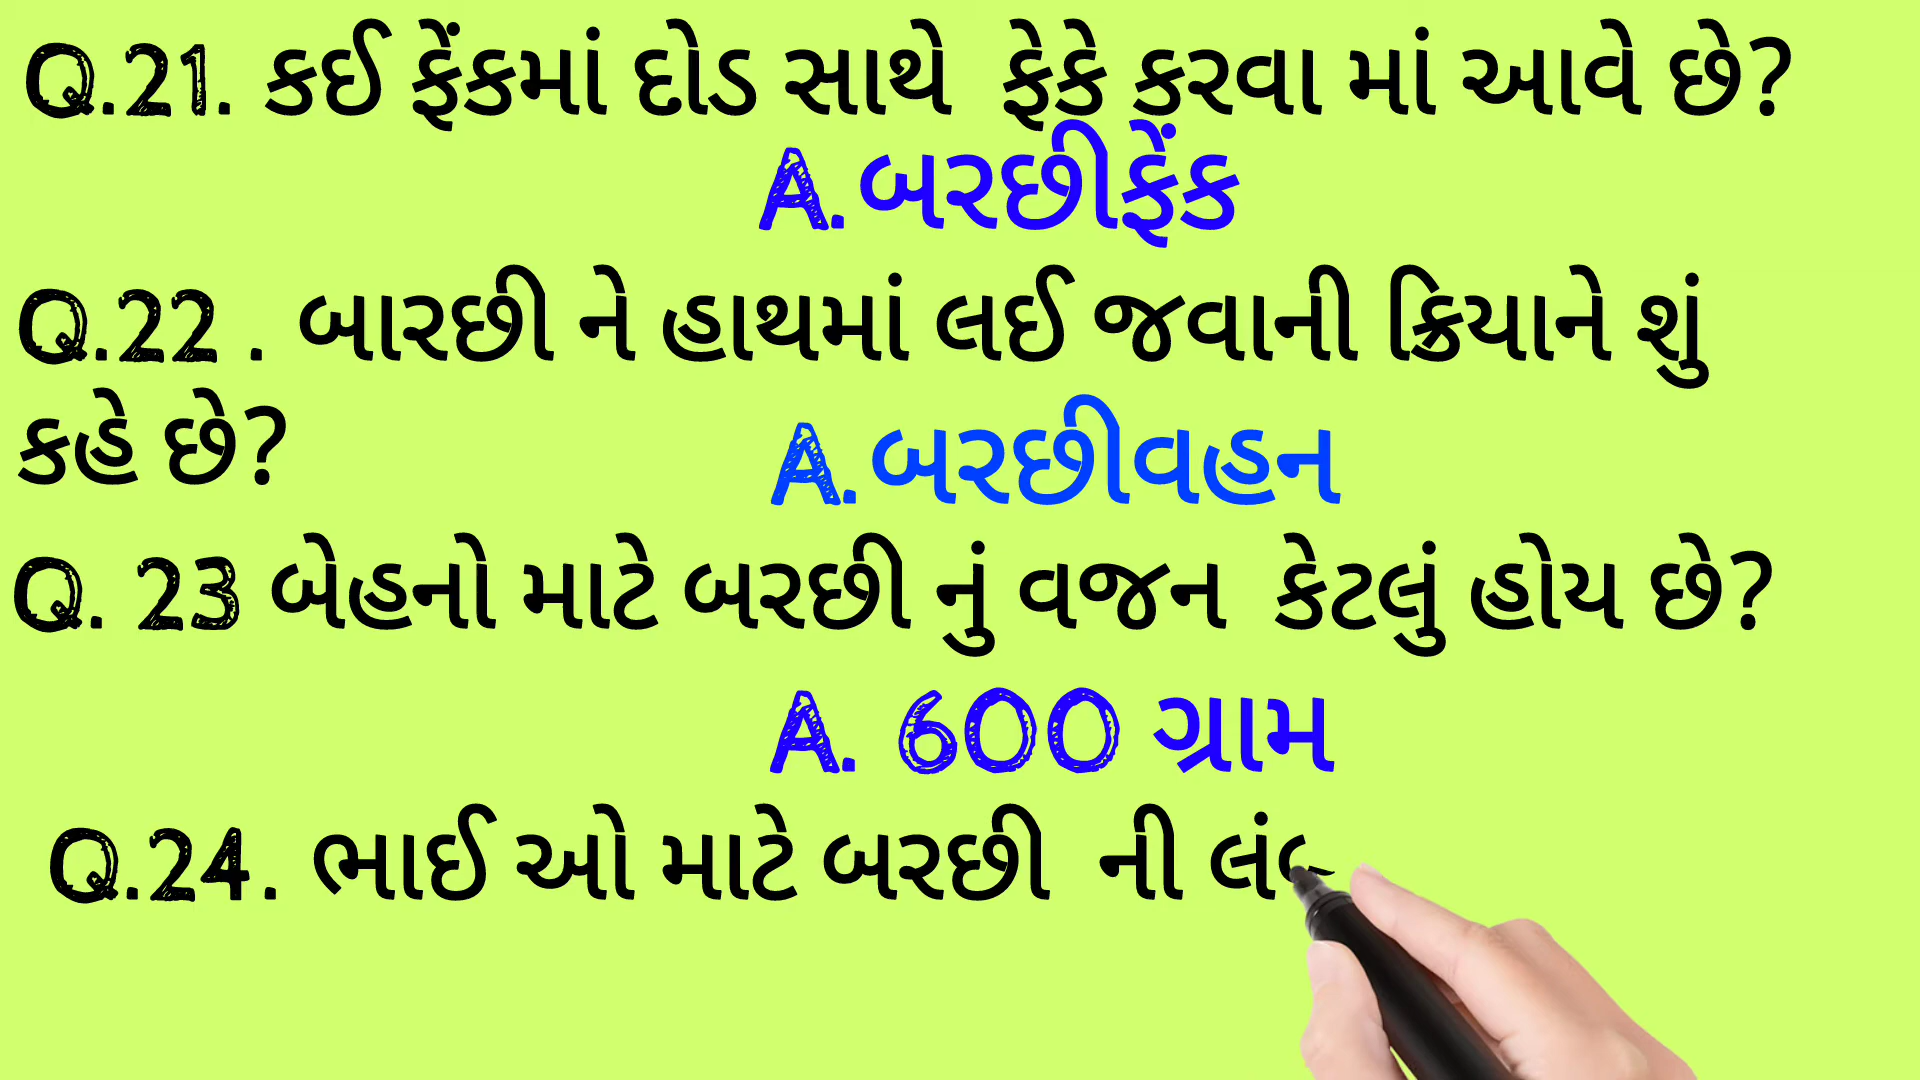 Q.21. કઈ ફેંકમાં દોડ સાથે ફેકે કરવા માં આવે છે?
A.બરછીફેંક
Q.22 . બારછી ને હાથમાં લઈ જવાની ક્રિયાને શું
કહે છે?
A.બરછીવહન
Q. 23 બેહનો માટે બરછી નું વજન કેટલું હોય છે?
A. 600 ગ્રામ
Q.24. ભાઈ ઓ માટે બરછી ની